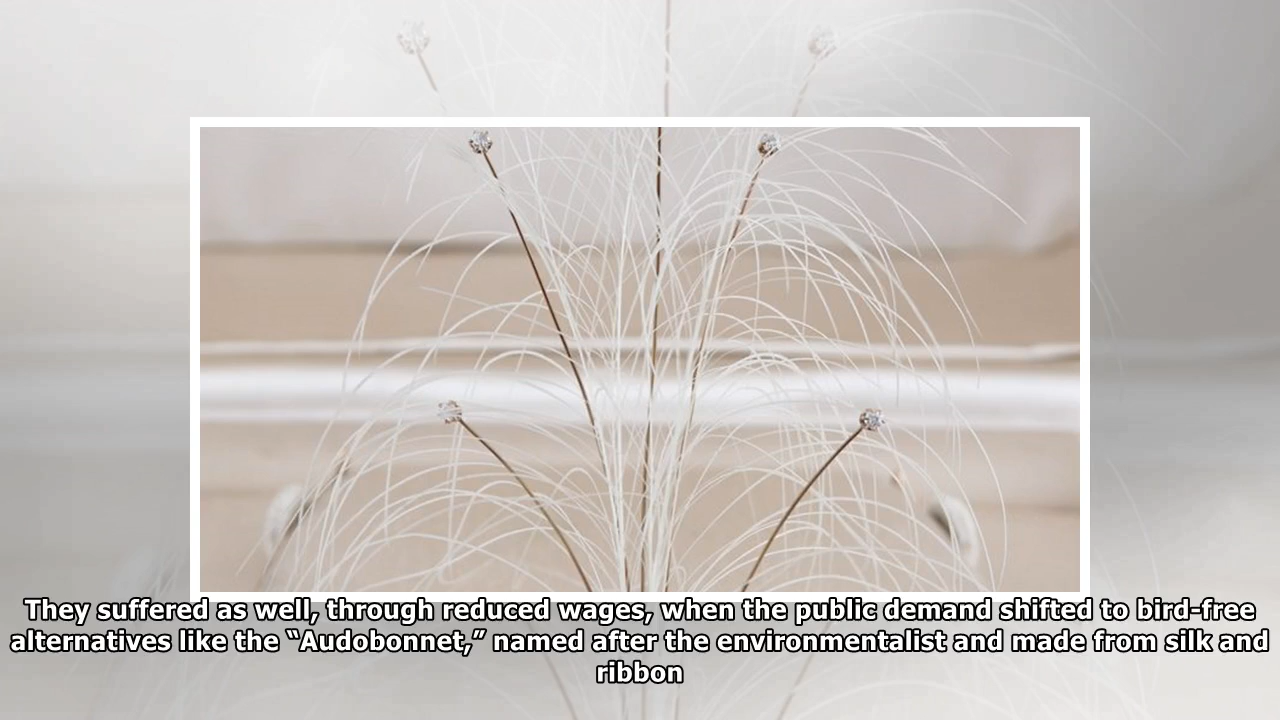 They suffered as well, through reduced wages, when the public demand shifted to bird-free
alternatives like the “Audobonnet,” named after the environmentalist and made from silk and
ribbon